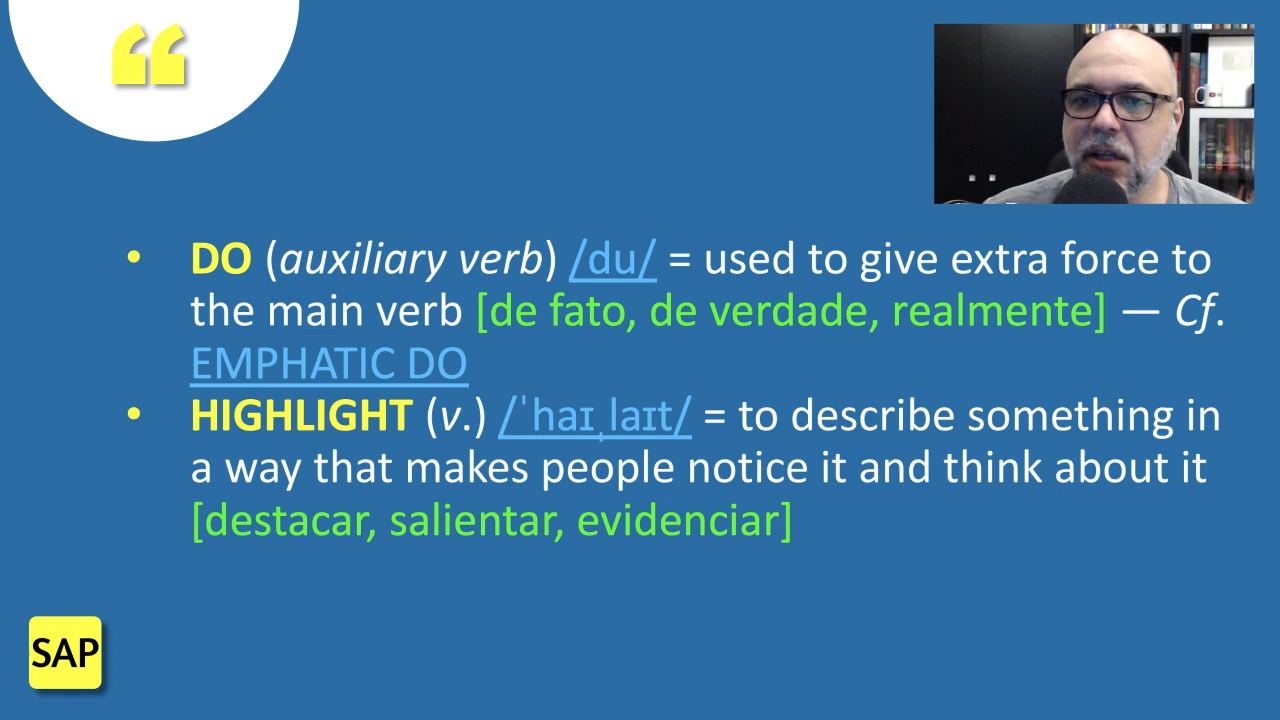 “
• DO (auxiliary verb) /du/ = used to give extra force to
the main verb [de fato, de verdade, realmente] — Cf.
EMPHATIC DO
• HIGHLIGHT (v.) /ˈhaɪˌlaɪt/ = to describe something in
a way that makes people notice it and think about it
[destacar, salientar, evidenciar]
SAP